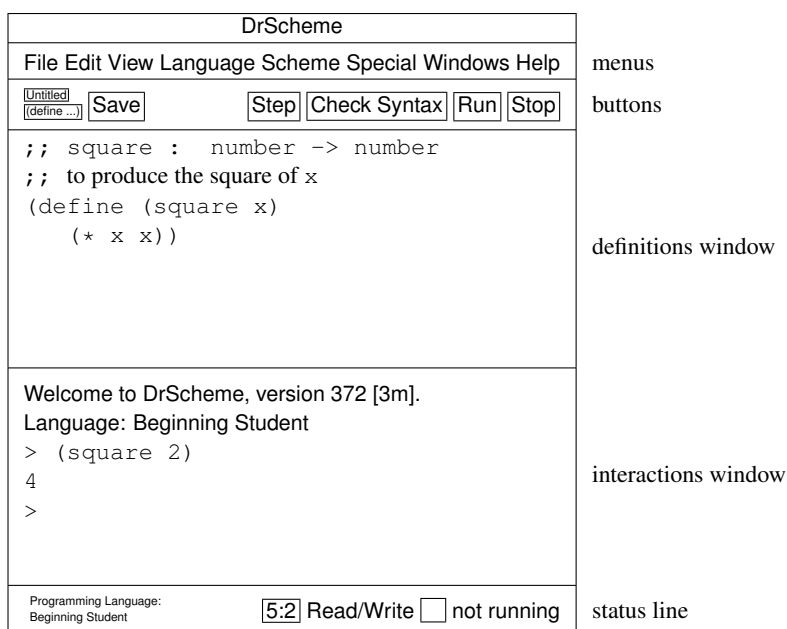 DrScheme
File Edit View Language Scheme Special Windows Help
menus
Untitled
(define ...)
Save
Step
Check Syntax
Run
Stop
buttons
;; square : number -> number
;; to produce the square of x
(define (square x)
(* x x))
definitions window
Welcome to DrScheme, version 372 [3m].
Language: Beginning Student
> (square 2)
4
>
interactions window
Programming Language:
Beginning Student
5:2 Read/Write not running
status line